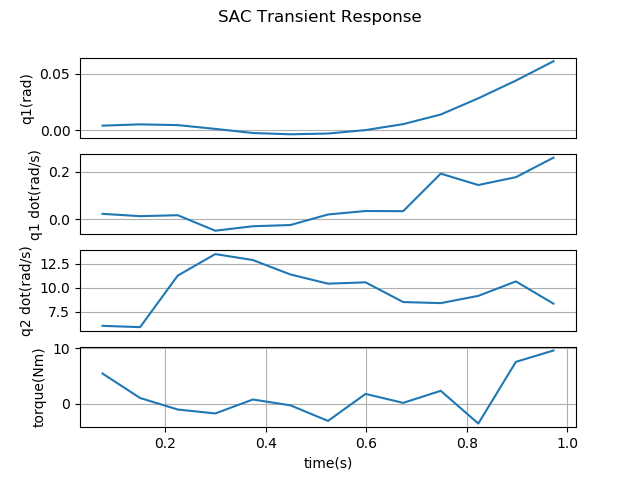 SAC Transient Response
0.05
0.00
q1(rad)
0.2
0.0
q1 dot(rad/s)
12.5
10.0
7.5
q2 dot(rad/s)
10
0
torque(Nm)
0.2 0.4 0.6 0.8 1.0
time(s)